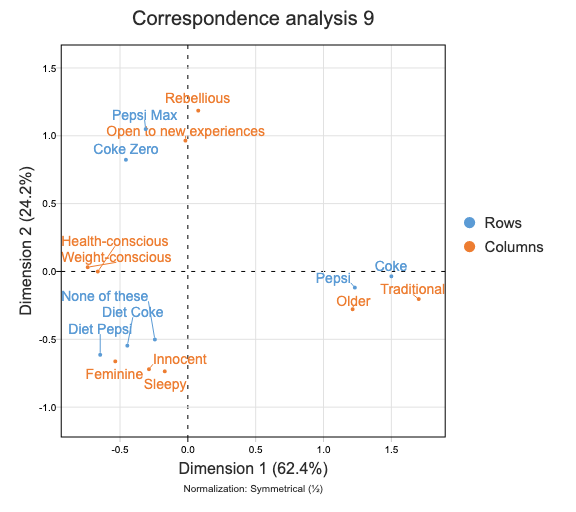 Correspondence analysis 9
1.5
Rebellious
Pepsi Max
1.0
Open to new experiences
Coke Zero
0.5
Rows
Columns
Health-conscious
Weight-conscious
Coke
0.0
Pepsi
Traditional
None of these
Older
Diet Coke
Diet Pepsi
-0.5
Innocent
Feminine
Sleepy
-1.0
Dimension 2 (24.2%)
-0.5
0.0
0.5
1.0
1.5
Dimension 1 (62.4%)
Normalization: Symmetrical (½)